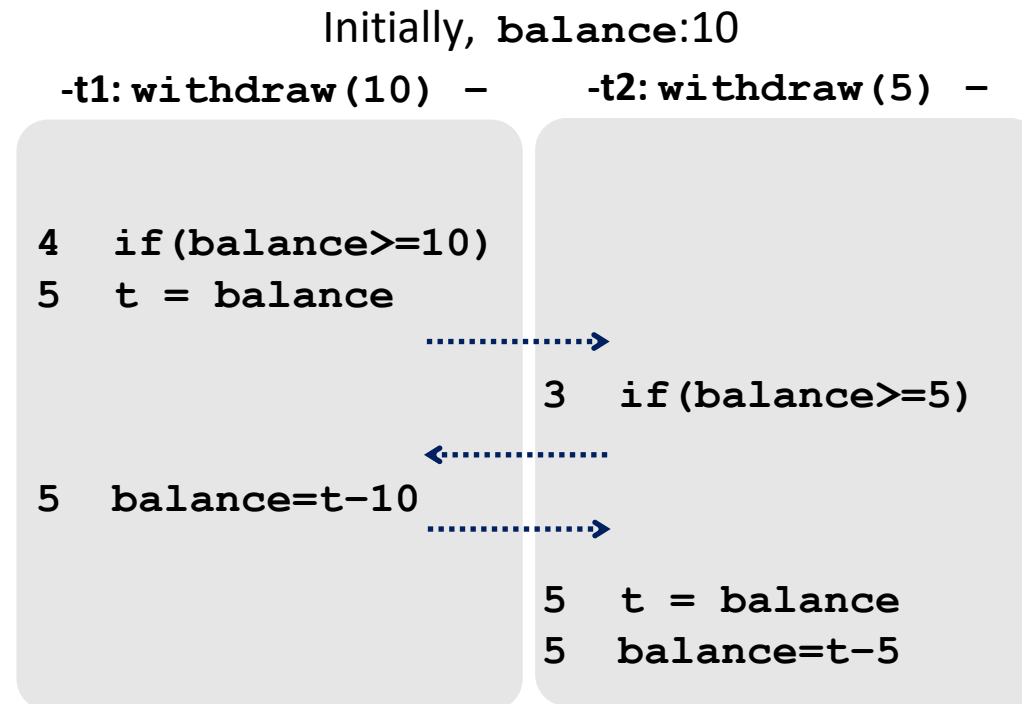 Initially, balance:10
-t1: withdraw(10) –
-t2: withdraw(5) –
4 if(balance>=10)
5 t = balance
3 if(balance>=5)
5 balance=t-10
5 t = balance
5 balance=t-5